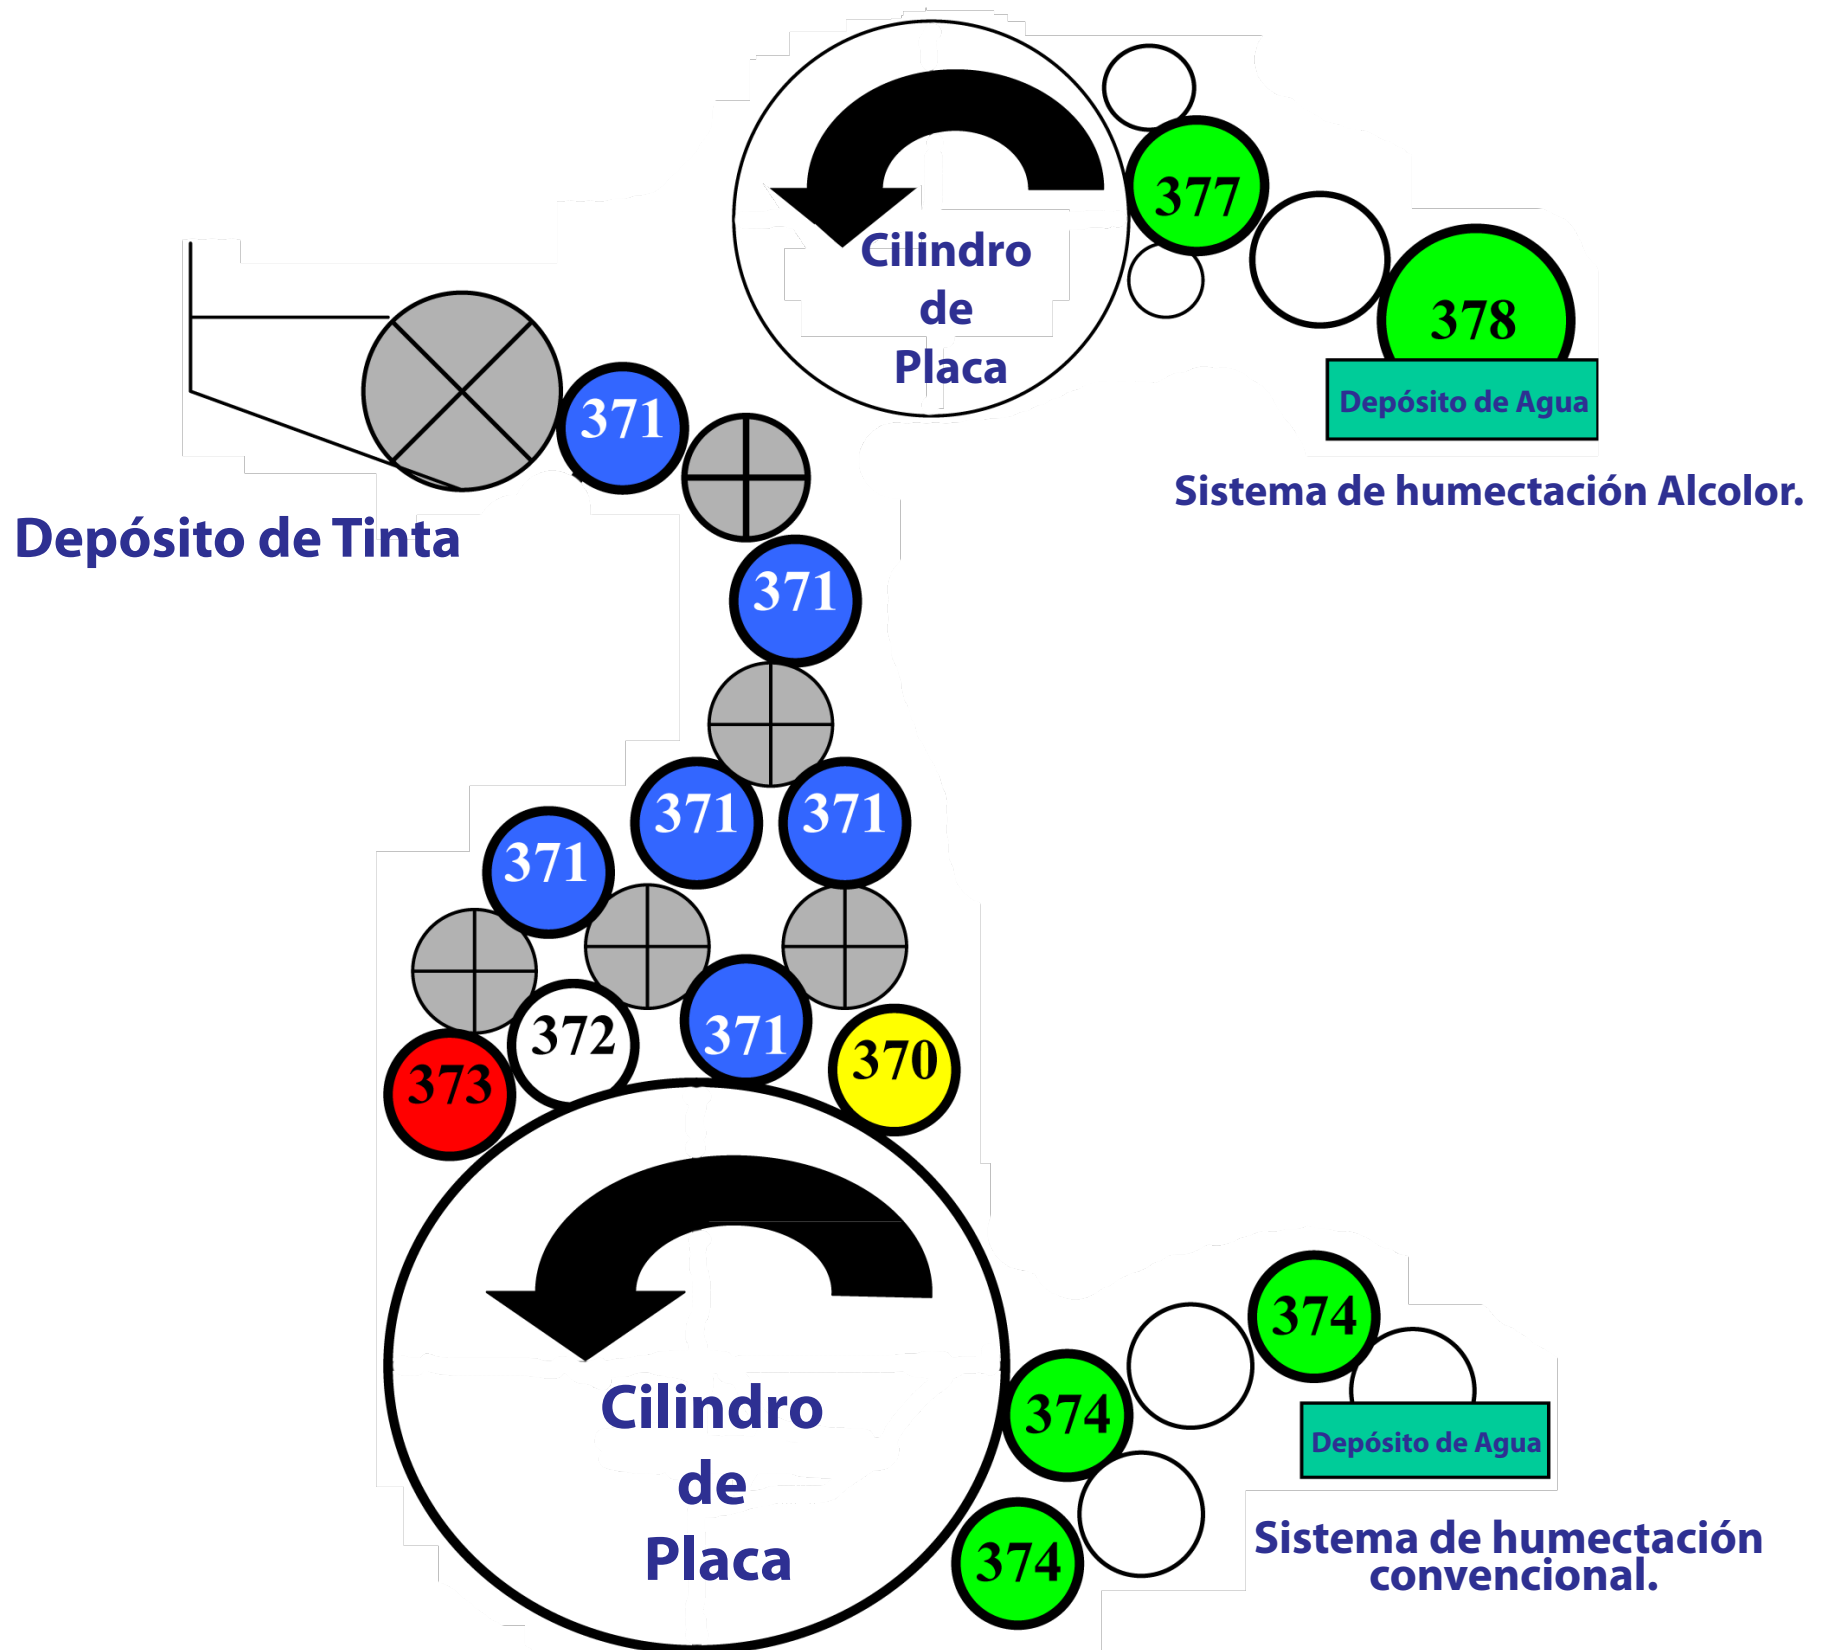 377
Cilindro
de
Placa
378
Depósito de Agua
Sistema de humectación Alcolor.
371
Depósito de Tinta
371
371
371
371
372
371
370
373
374
374
Cilindro
de
Placa
Depósito de Agua
374
Sistema de humectación
convencional.